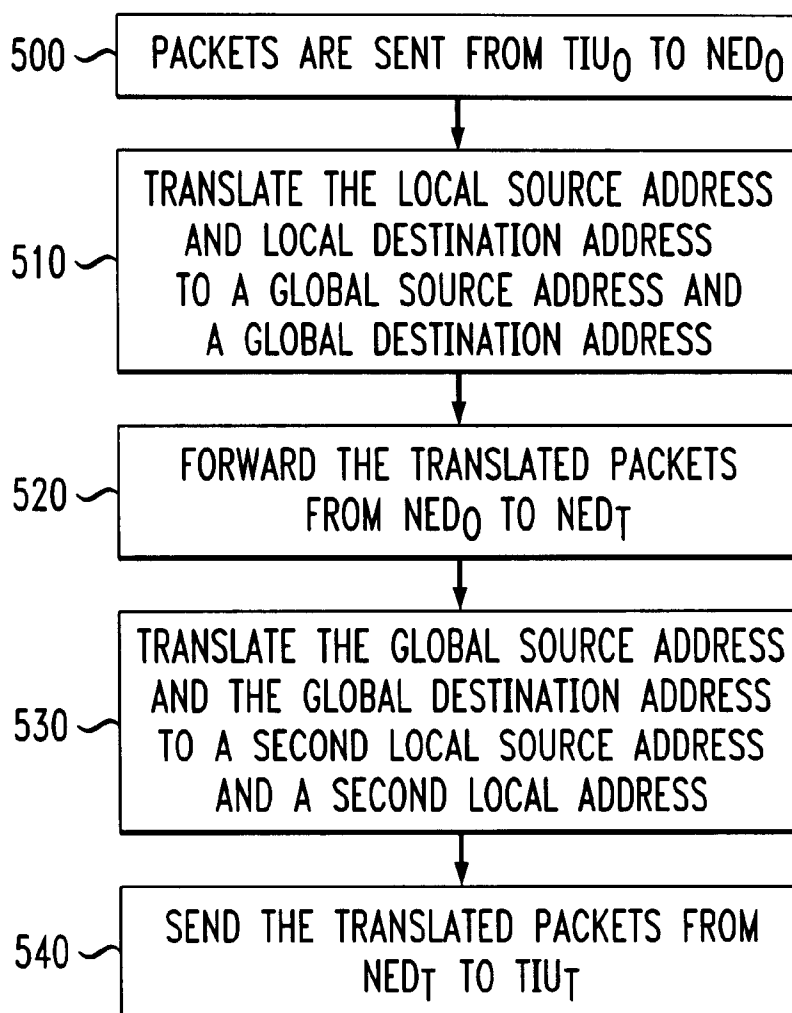 500
PACKETS ARE SENT FROM TIU₀ TO NED₀
510
TRANSLATE THE LOCAL SOURCE ADDRESS
AND LOCAL DESTINATION ADDRESS
TO A GLOBAL SOURCE ADDRESS AND
A GLOBAL DESTINATION ADDRESS
520
FORWARD THE TRANSLATED PACKETS
FROM NED₀ TO NEDT
530
TRANSLATE THE GLOBAL SOURCE ADDRESS
AND THE GLOBAL DESTINATION ADDRESS
TO A SECOND LOCAL SOURCE ADDRESS
AND A SECOND LOCAL ADDRESS
540
SEND THE TRANSLATED PACKETS FROM
NEDT TO TIUT